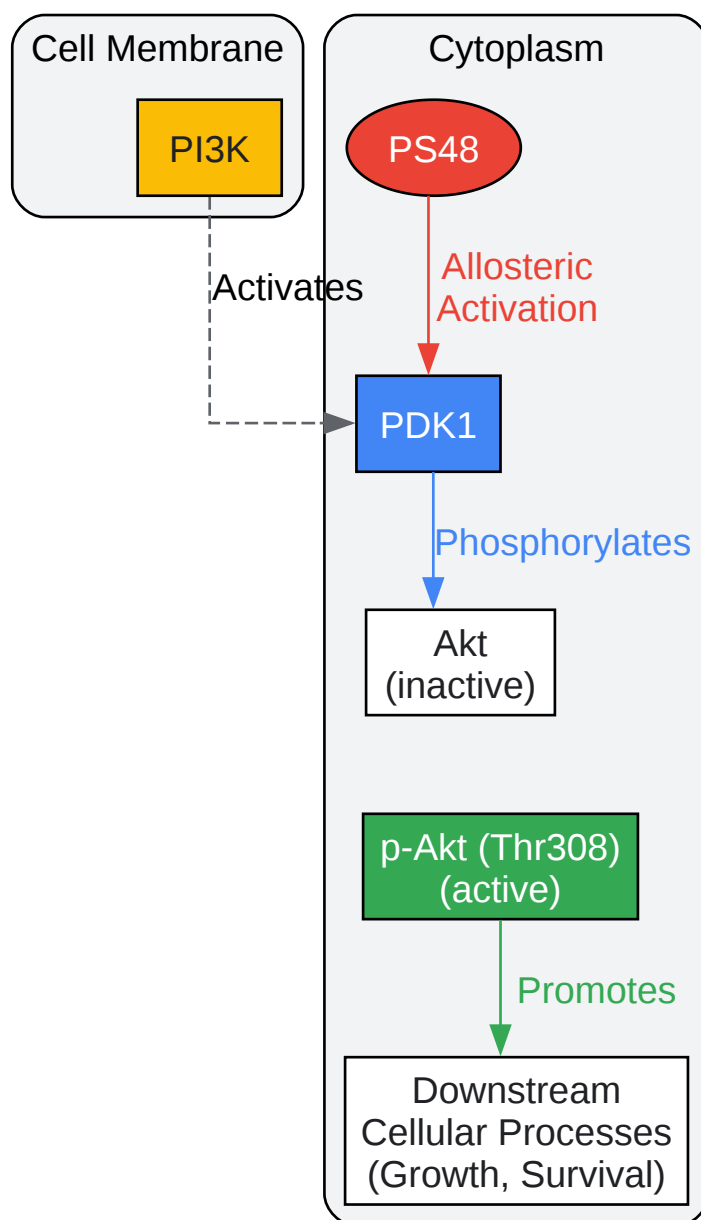 Cell Membrane
Cytoplasm
PI3K
PS48
Activates
Allosteric
Activation
PDK1
Phosphorylates
Akt
(inactive)
p-Akt (Thr308)
(active)
Promotes
Downstream
Cellular Processes
(Growth, Survival)